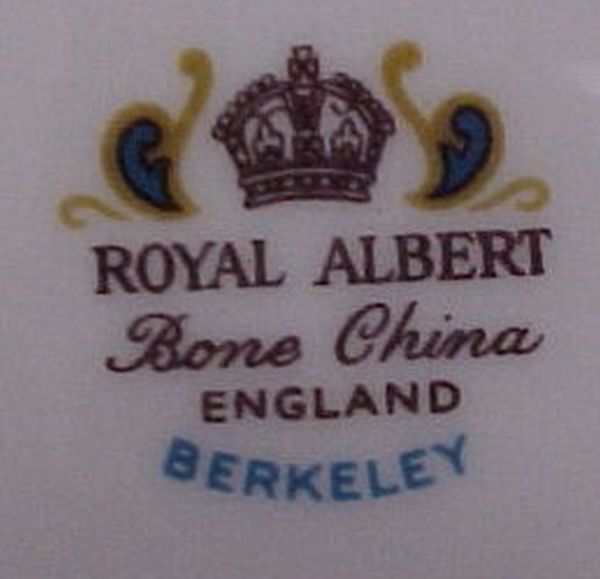 ROYAL ALBERT
Bone China
ENGLAND
BERKELEY